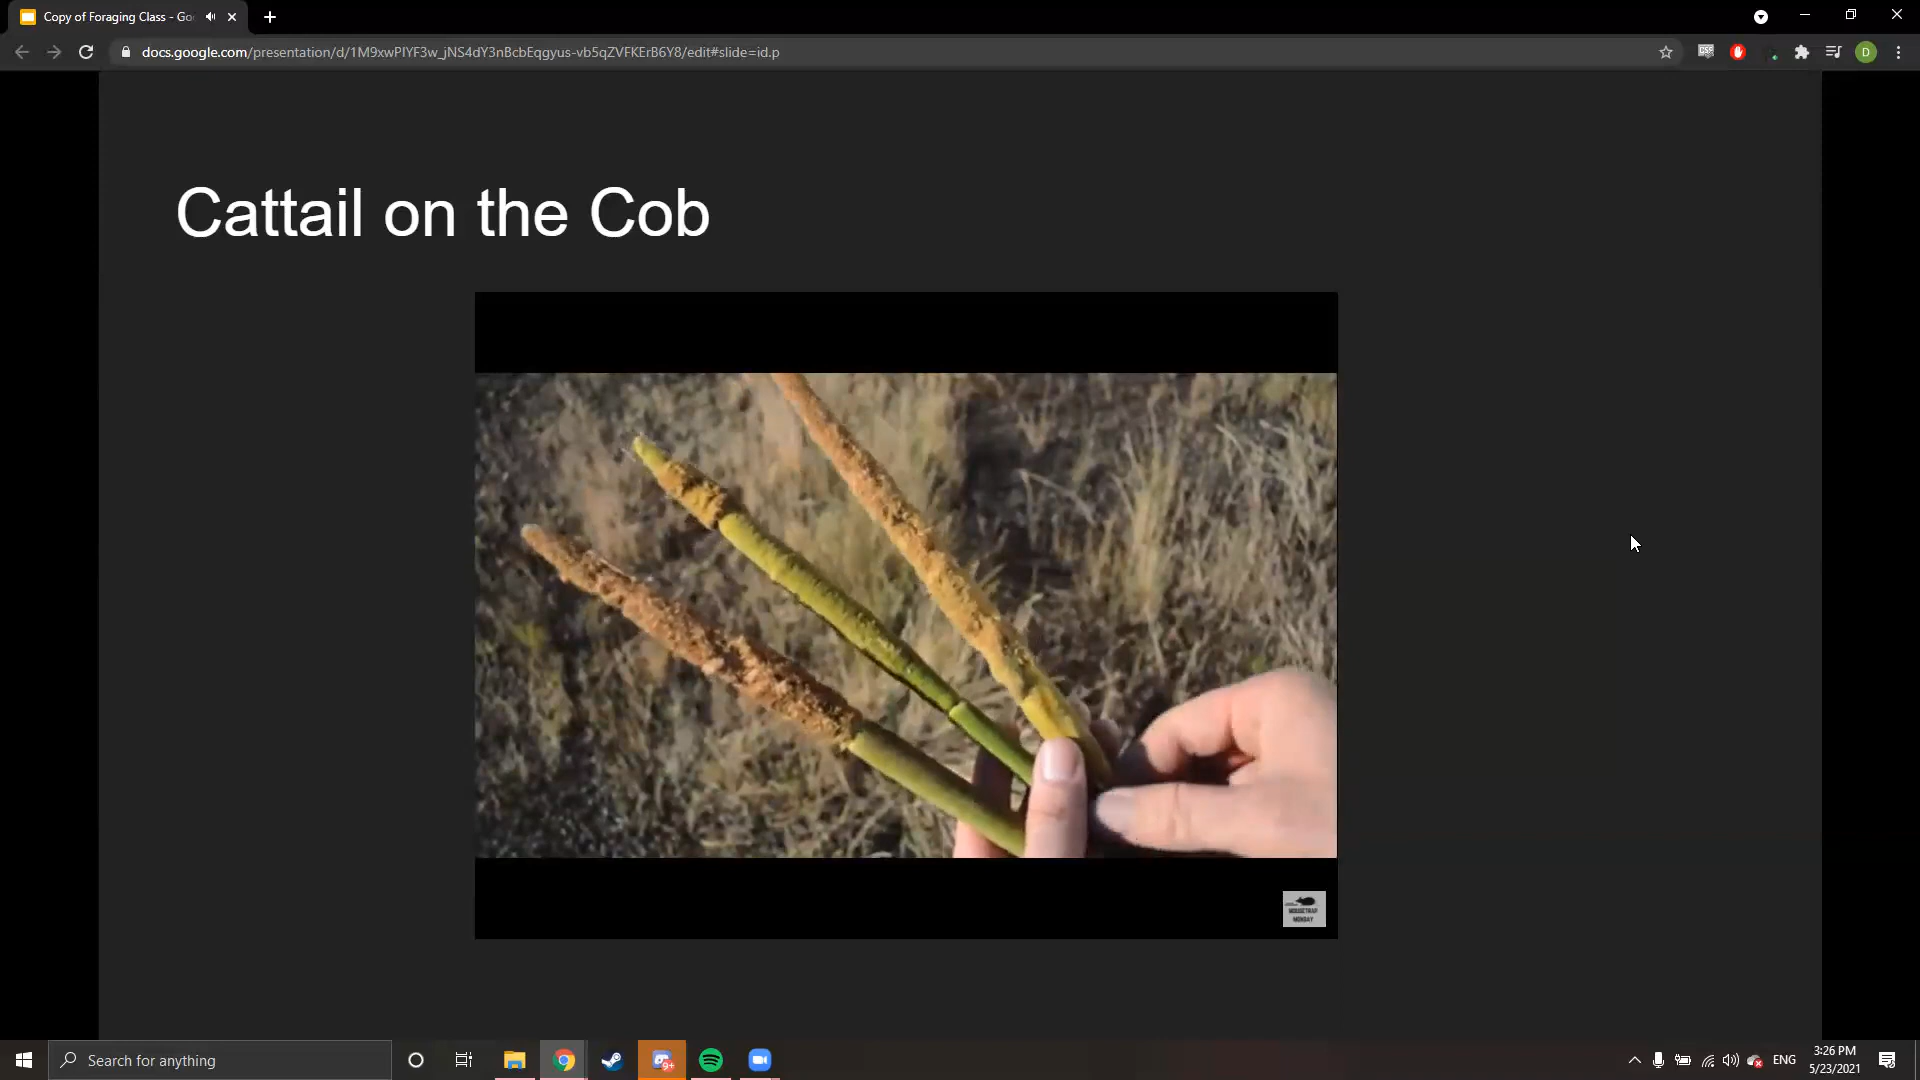 Copy of Foraging Class - Go
docs.google.com/presentation/d/1M9xwPIYF3w_jNS4dY3nBcbEqgyus-vb5qZVFKErB6Y8/edit#slide=id.p
D
Cattail on the Cob
MOUSETRAP
MONDAY
Search for anything
9+
ENG
3:26 PM
5/23/2021